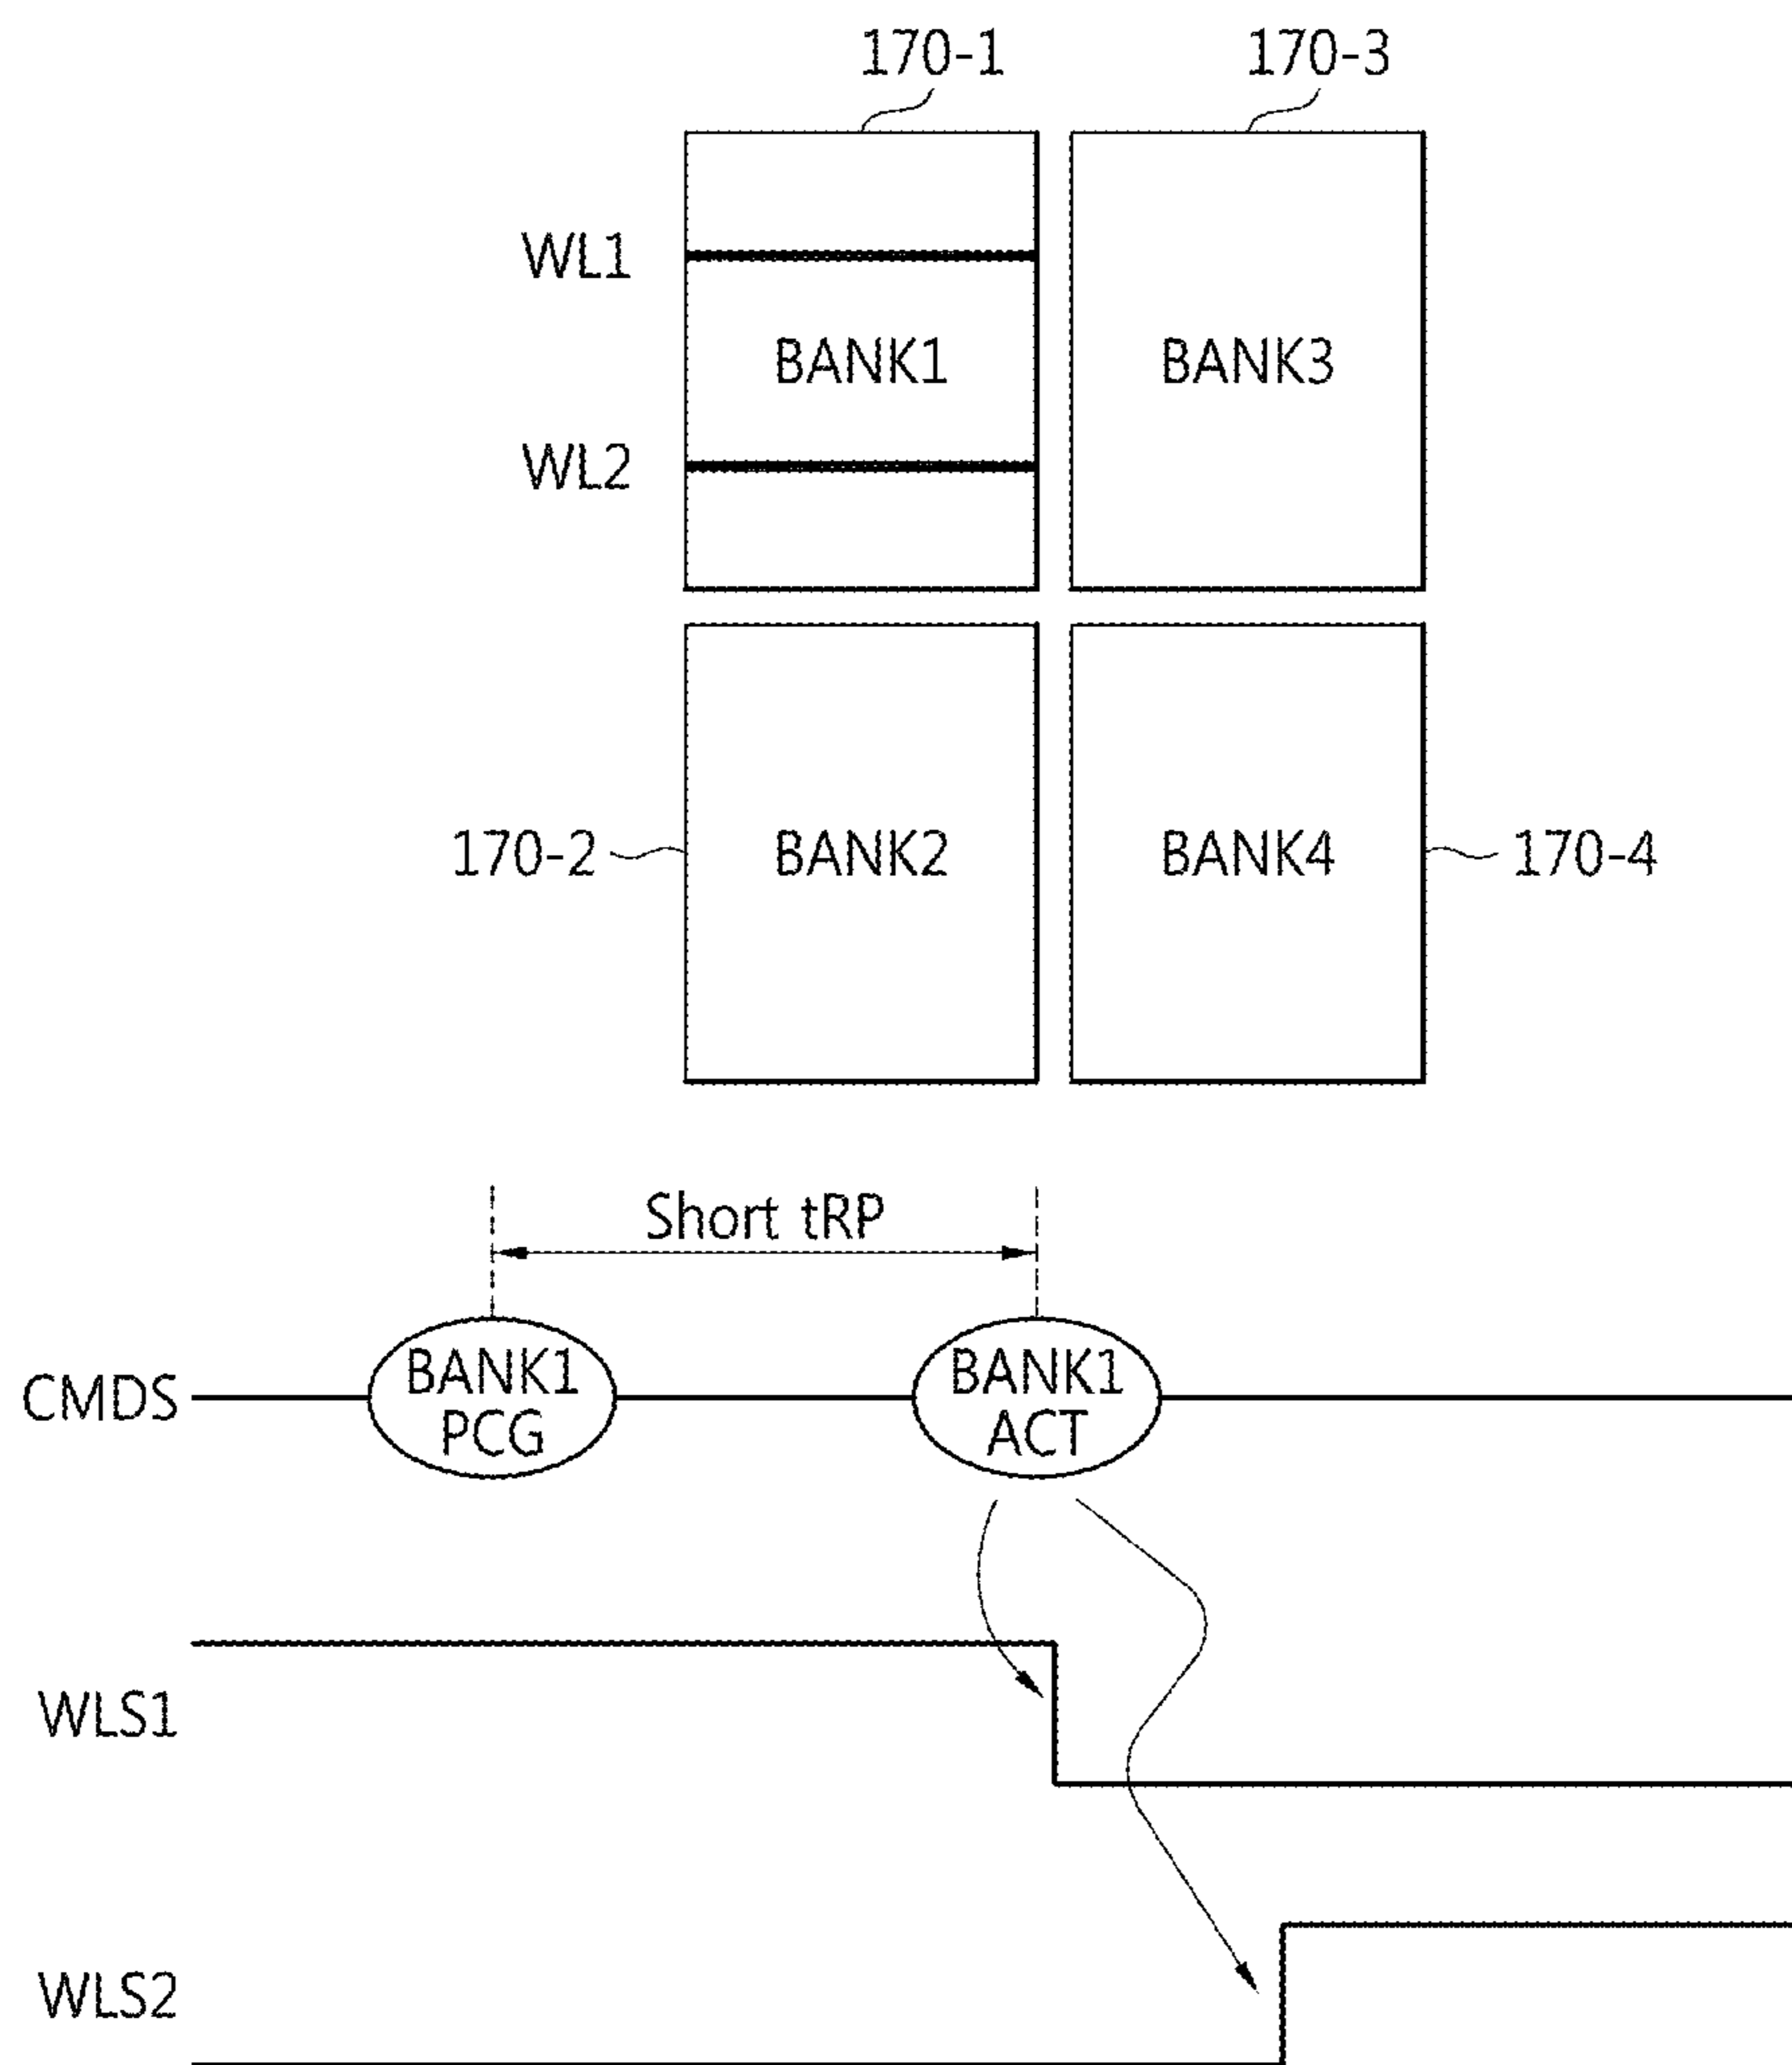 170-1
170-3
WL1
BANK1
BANK3
WL2
170-2
BANK2
BANK4
170-4
Short tRP
CMDS
BANK1
PCG
BANK1
ACT
WLS1
WLS2